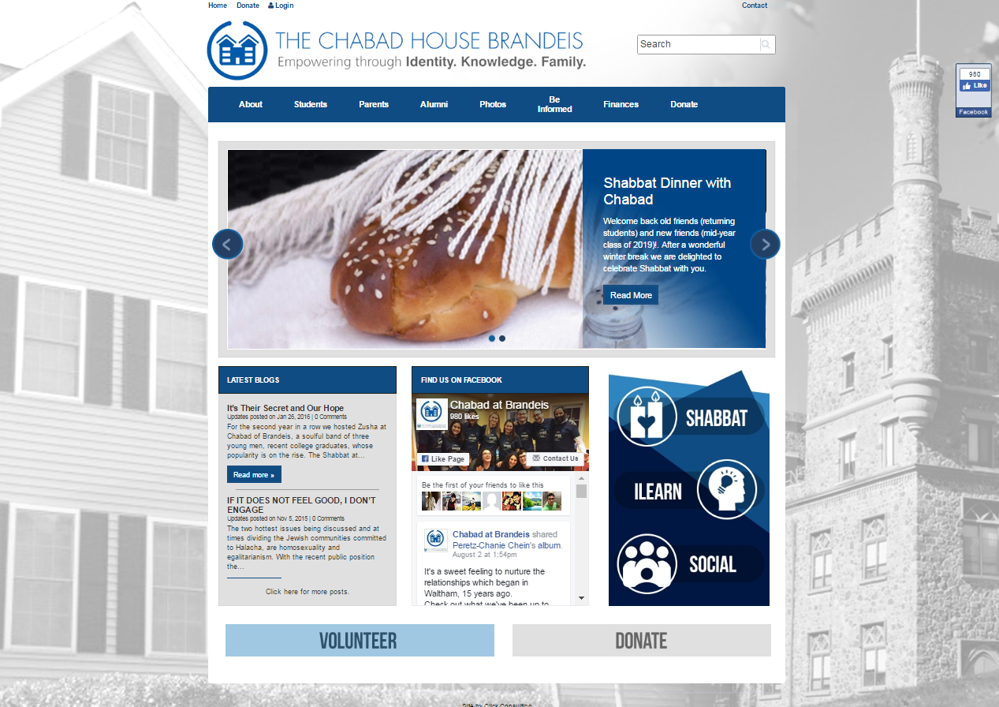 Home Donate Login Contact
THE CHABAD HOUSE BRANDEIS
Empowering through Identity. Knowledge. Family.
Search
980
Like
Facebook
About Students Parents Alumni Photos Be Informed Finances Donate
Shabbat Dinner with
Chabad
Welcome back old friends (returning
students) and new friends (mid-year
class of 2019)!. After a wonderful
winter break we are delighted to
celebrate Shabbat with you.
Read More
LATEST BLOGS
It's Their Secret and Our Hope
Updates posted on Jan 26, 2016 | 0 Comments
For the second year in a row we hosted Zusha at
Chabad of Brandeis, a soulful band of three
young men, recent college graduates, whose
popularity is on the rise. The Shabbat at...
Read more »
IF IT DOES NOT FEEL GOOD, I DON'T
ENGAGE
Updates posted on Nov 5, 2015 | 0 Comments
The two hottest issues being discussed and at
times dividing the Jewish communities committed
to Halacha, are homosexuality and
egalitarianism. With the recent public position
the...
Click here for more posts.
FIND US ON FACEBOOK
Chabad at Brandeis
980 likes
Like Page Contact Us
Be the first of your friends to like this
Chabad at Brandeis shared
Peretz-Chanie Chein's album.
August 2 at 1:54pm
It's a sweet feeling to nurture the
relationships which began in
Waltham, 15 years ago.
Check out what we've been up to
SHABBAT
ILEARN
SOCIAL
VOLUNTEER
DONATE
Site by Click Consulting